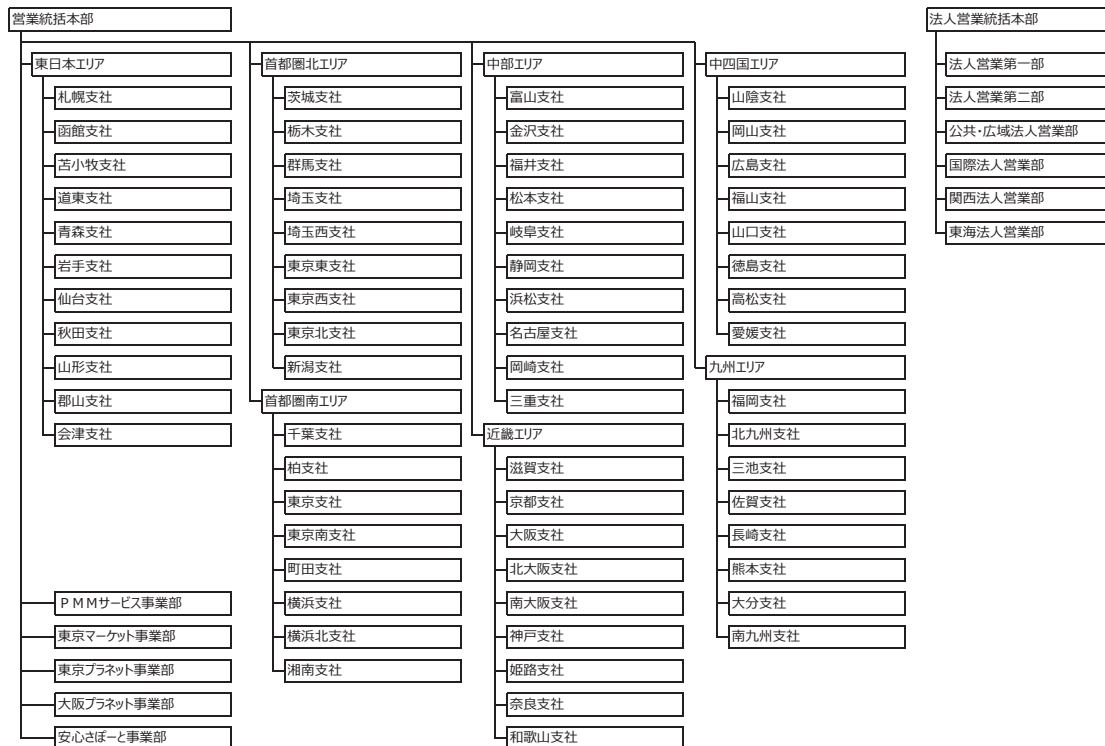 営業統括本部
東日本エリア
札幌支社
函館支社
苫小牧支社
道東支社
青森支社
岩手支社
仙台支社
秋田支社
山形支社
郡山支社
会津支社
ＰＭＭサービス事業部
東京マーケット事業部
東京プラネット事業部
大阪プラネット事業部
安心さぽーと事業部
首都圏北エリア
茨城支社
栃木支社
群馬支社
埼玉支社
埼玉西支社
東京東支社
東京西支社
東京北支社
新潟支社
首都圏南エリア
千葉支社
柏支社
東京支社
東京南支社
町田支社
横浜支社
横浜北支社
湘南支社
中部エリア
富山支社
金沢支社
福井支社
松本支社
岐阜支社
静岡支社
浜松支社
名古屋支社
岡崎支社
三重支社
近畿エリア
滋賀支社
京都支社
大阪支社
北大阪支社
南大阪支社
神戸支社
姫路支社
奈良支社
和歌山支社
中四国エリア
山陰支社
岡山支社
広島支社
福山支社
山口支社
徳島支社
高松支社
愛媛支社
九州エリア
福岡支社
北九州支社
三池支社
佐賀支社
長崎支社
熊本支社
大分支社
南九州支社
法人営業統括本部
法人営業第一部
法人営業第二部
公共・広域法人営業部
国際法人営業部
関西法人営業部
東海法人営業部